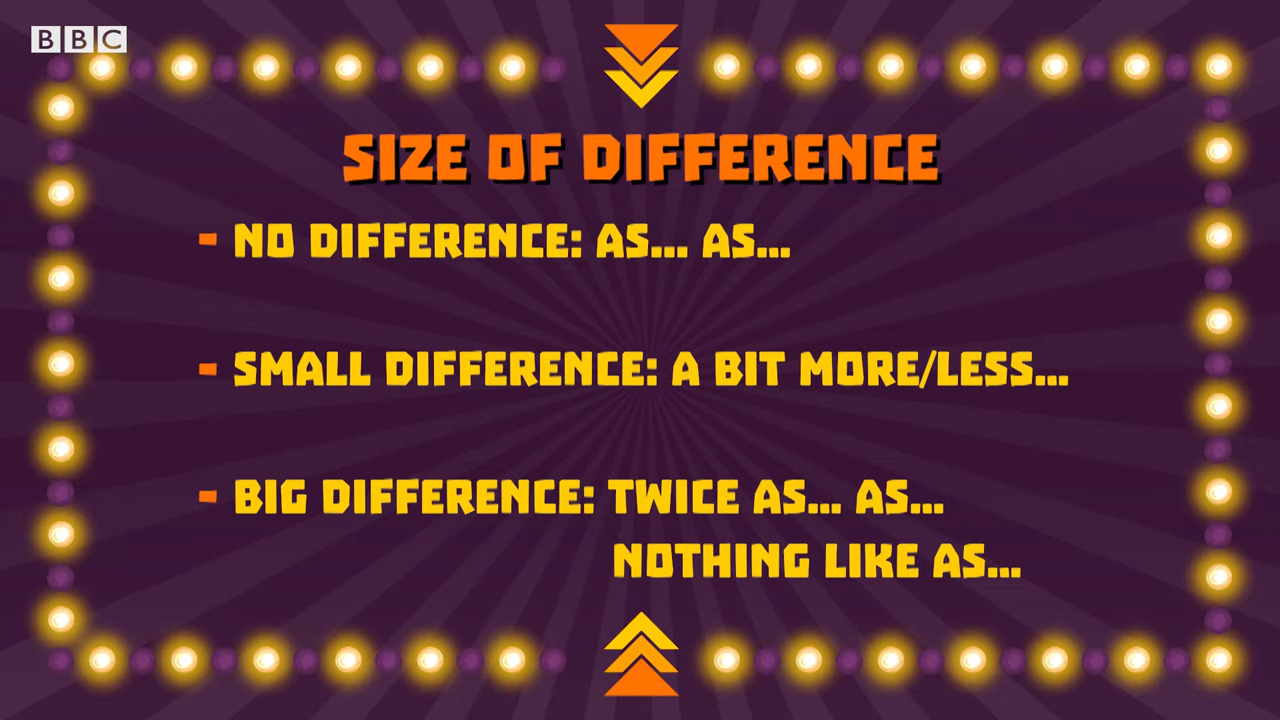 BBC
SIZE OF DIFFERENCE
- NO DIFFERENCE: AS... AS...
- SMALL DIFFERENCE: A BIT MORE/LESS...
- BIG DIFFERENCE: TWICE AS... AS...
NOTHING LIKE AS...